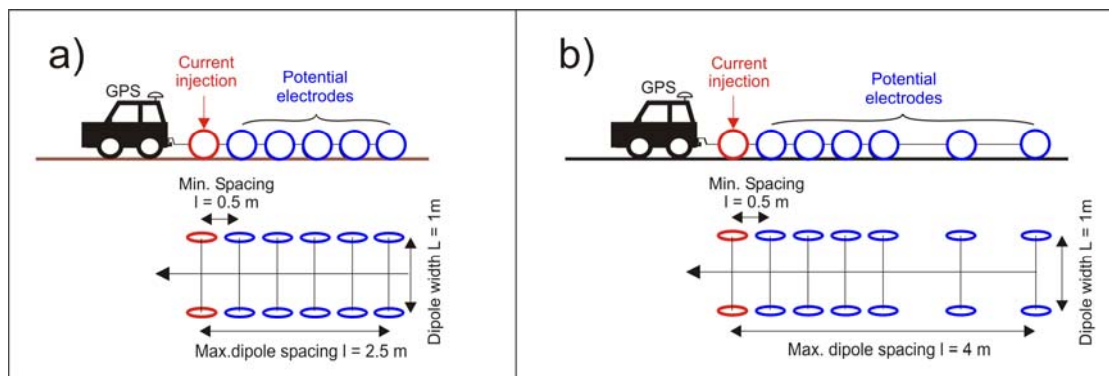 a)
Current
injection
GPS
Potential
electrodes
Min. Spacing
l = 0.5 m
Dipole width L = 1m
Max.dipole spacing l = 2.5 m
b)
Current
injection
GPS
Potential
electrodes
Min. Spacing
l = 0.5 m
Dipole width L = 1m
Max. dipole spacing l = 4 m